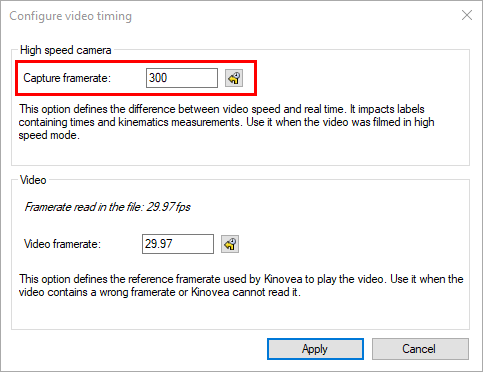 Configure video timing
High speed camera
Capture framerate:
300
This option defines the difference between video speed and real time. It impacts labels
containing times and kinematics measurements. Use it when the video was filmed in high
speed mode.
Video
Framerate read in the file: 29.97 fps
Video framerate:
29.97
This option defines the reference framerate used by Kinovea to play the video. Use it when the
video contains a wrong framerate or Kinovea cannot read it.
Apply
Cancel